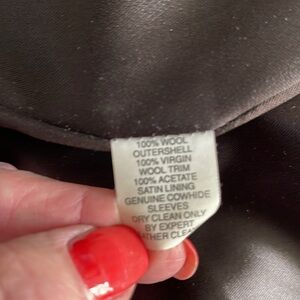 100% WOOL
OUTERSHELL
100% VIRGIN
WOOL TRIM
100% ACETATE
SATIN LINING
GENUINE COWHIDE
SLEEVES
DRY CLEAN ONLY
BY EXPERT